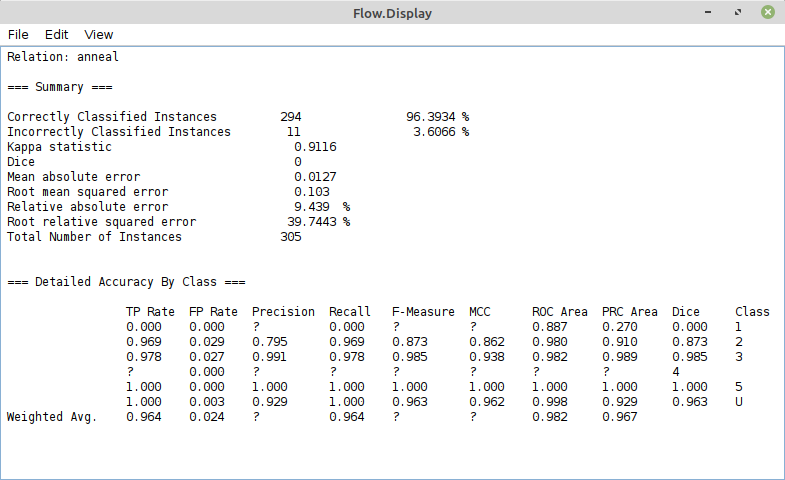 Flow.Display
File Edit View
Relation: anneal
=== Summary ===
Correctly Classified Instances 294 96.3934 %
Incorrectly Classified Instances 11 3.6066 %
Kappa statistic 0.9116
Dice 0
Mean absolute error 0.0127
Root mean squared error 0.103
Relative absolute error 9.439 %
Root relative squared error 39.7443 %
Total Number of Instances 305
=== Detailed Accuracy By Class ===
TP Rate FP Rate Precision Recall F-Measure MCC ROC Area PRC Area Dice Class
0.000 0.000 ? 0.000 ? ? 0.887 0.270 0.000 1
0.969 0.029 0.795 0.969 0.873 0.862 0.980 0.910 0.873 2
0.978 0.027 0.991 0.978 0.985 0.938 0.982 0.989 0.985 3
? 0.000 ? ? ? ? ? ? 4
1.000 0.000 1.000 1.000 1.000 1.000 1.000 1.000 1.000 5
1.000 0.003 0.929 1.000 0.963 0.962 0.998 0.929 0.963 U
Weighted Avg. 0.964 0.024 ? 0.964 ? ? 0.982 0.967